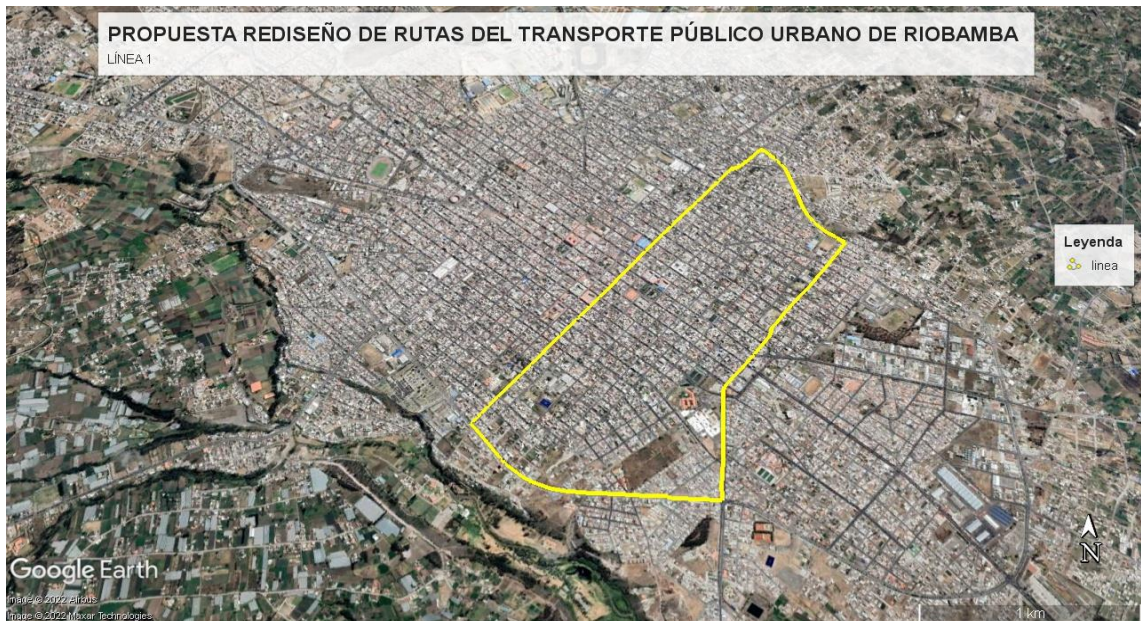 PROPUESTA REDISEÑO DE RUTAS DEL TRANSPORTE PÚBLICO URBANO DE RIOBAMBA
LÍNEA 1
Leyenda
linea
N
Google Earth
Image © 2022 Airbus
Image © 2022 Maxar Technologies
1 km